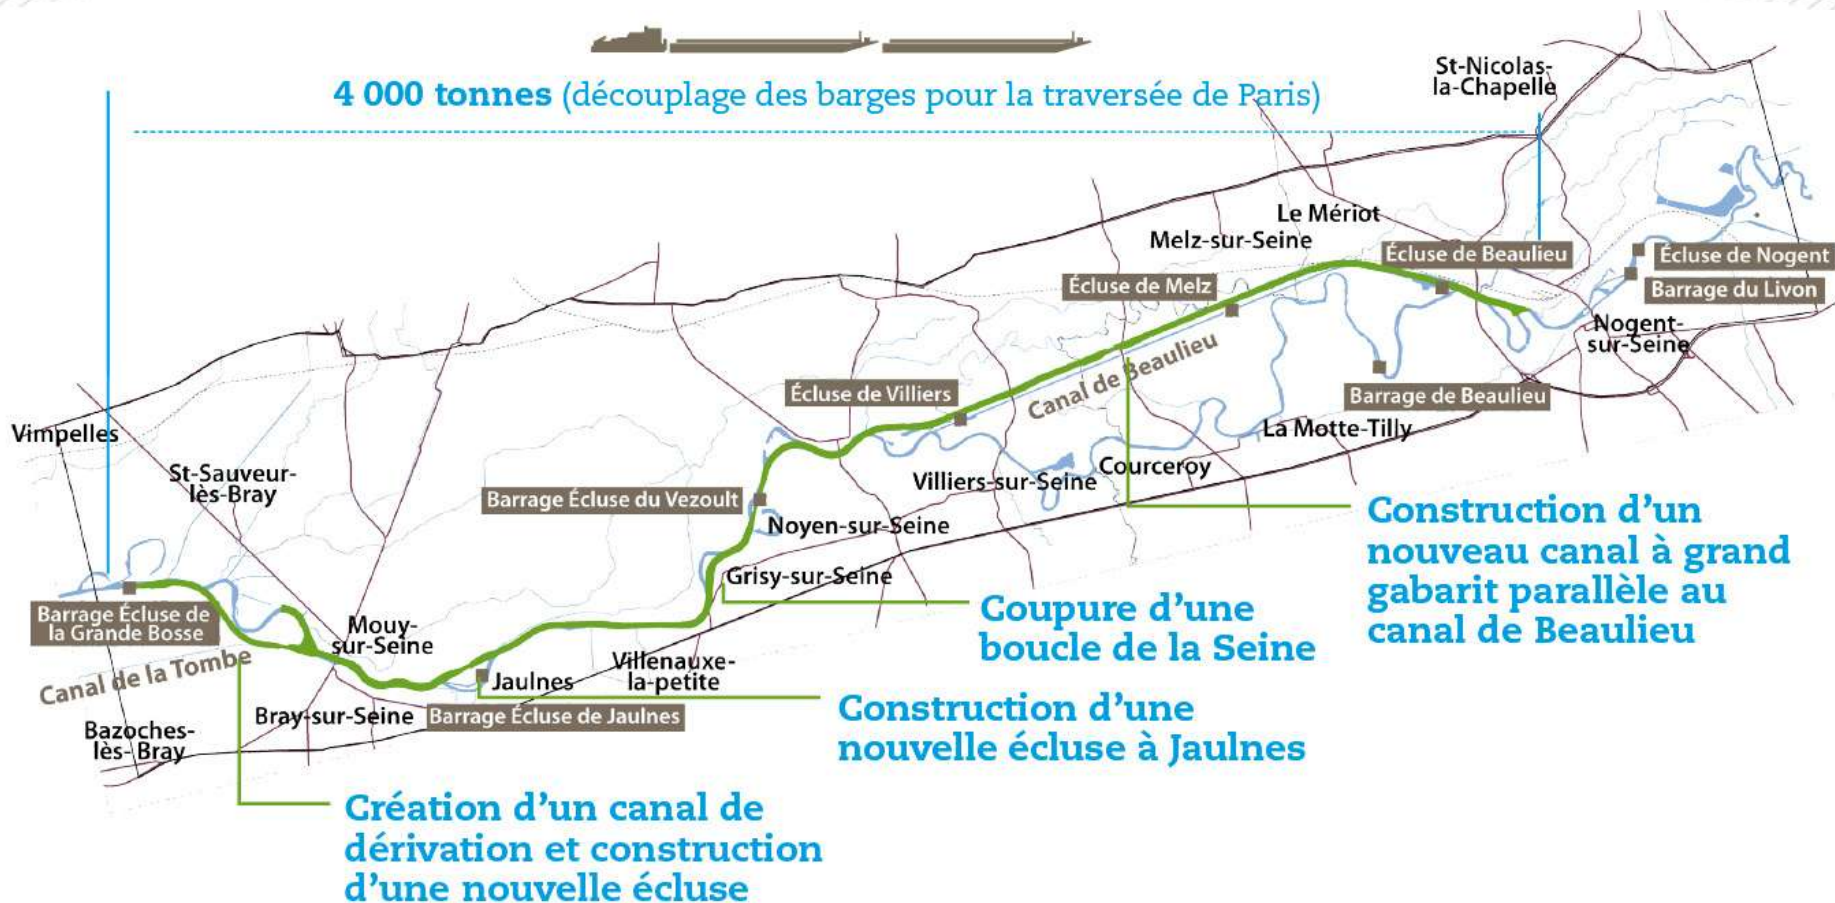 4 000 tonnes (découplage des barges pour la traversée de Paris)
St-Nicolas-
la-Chapelle
Le Mériot
Melz-sur-Seine
Écluse de Beaulieu
Écluse de Nogent
Écluse de Melz
Barrage du Livon
Nogent-
sur-Seine
Canal de Beaulieu
Écluse de Villiers
Barrage de Beaulieu
La Motte-Tilly
Vimpelles
St-Sauveur-
lès-Bray
Courceroy
Villiers-sur-Seine
Barrage Écluse du Vezoult
Noyen-sur-Seine
Construction d'un
nouveau canal à grand
gabarit parallèle au
canal de Beaulieu
Grisy-sur-Seine
Coupure d'une
boucle de la Seine
Barrage Écluse de
la Grande Bosse
Mouy-
sur-Seine
Canal de la Tombe
Villenauxe-
la-petite
Jaulnes
Bray-sur-Seine
Barrage Écluse de Jaulnes
Construction d'une
nouvelle écluse à Jaulnes
Bazoches-
lès-Bray
Création d'un canal de
dérivation et construction
d'une nouvelle écluse